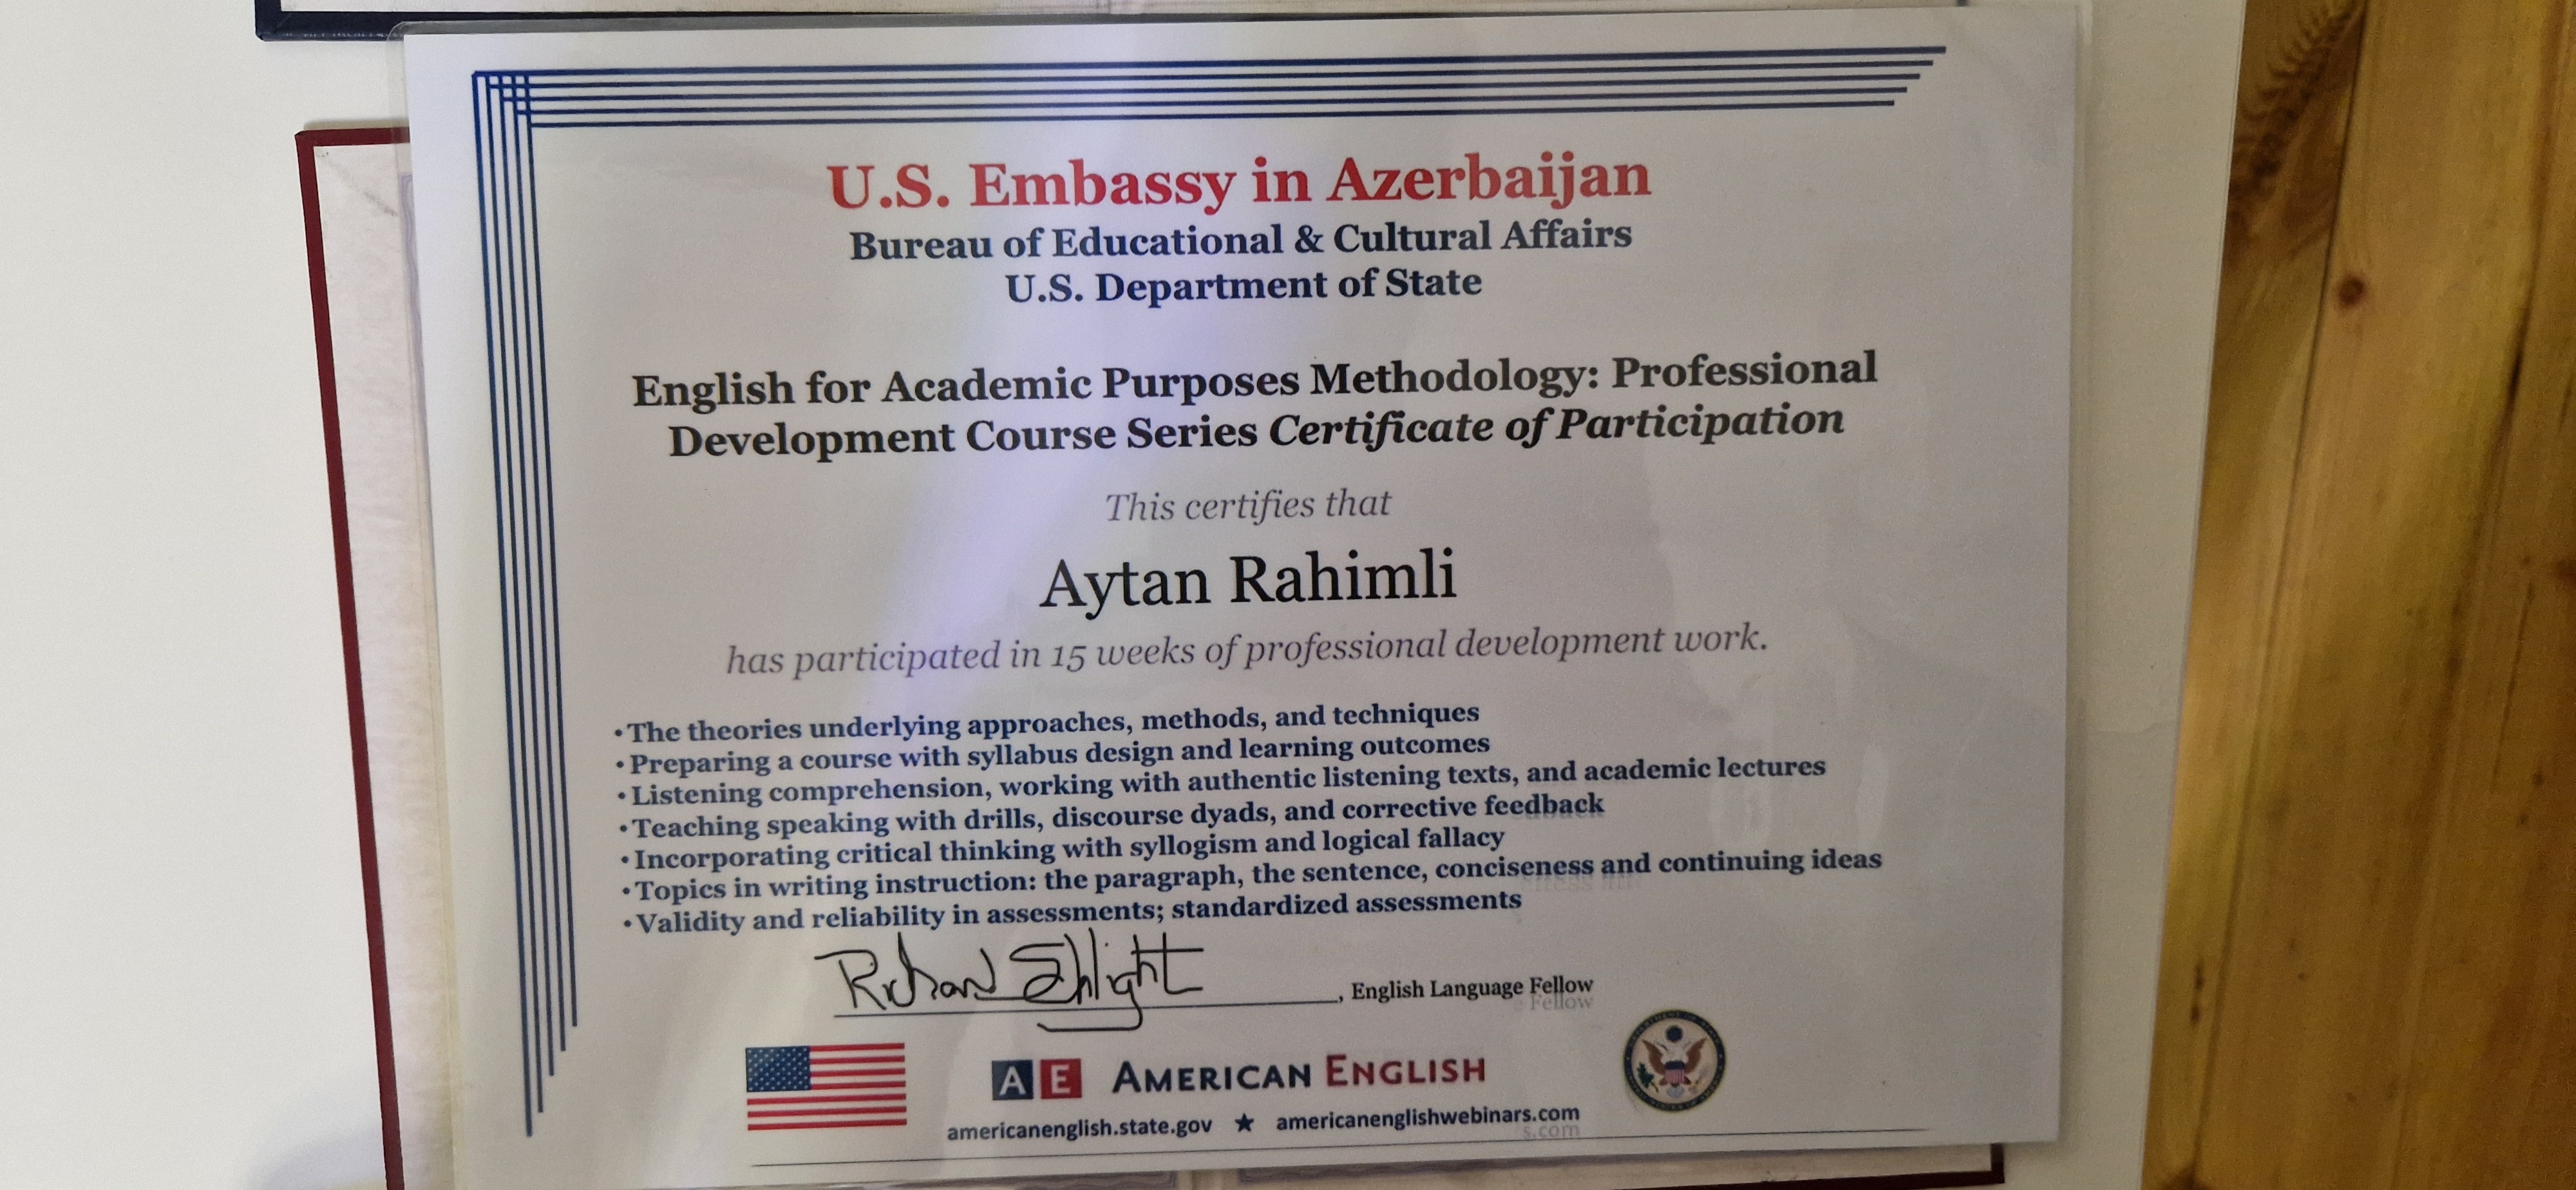 U.S. Embassy in Azerbaijan
Bureau of Educational & Cultural Affairs
U.S. Department of State
English for Academic Purposes Methodology: Professional
Development Course Series Certificate of Participation
This certifies that
Aytan Rahimli
has participated in 15 weeks of professional development work.
•The theories underlying approaches, methods, and techniques
•Preparing a course with syllabus design and learning outcomes
•Listening comprehension, working with authentic listening texts, and academic lectures
•Teaching speaking with drills, discourse dyads, and corrective feedback
•Incorporating critical thinking with syllogism and logical fallacy
•Topics in writing instruction: the paragraph, the sentence, conciseness and continuing ideas
•Validity and reliability in assessments; standardized assessments
, English Language Fellow
AE AMERICAN ENGLISH
americanenglish.state.gov ★ americanenglishwebinars.com